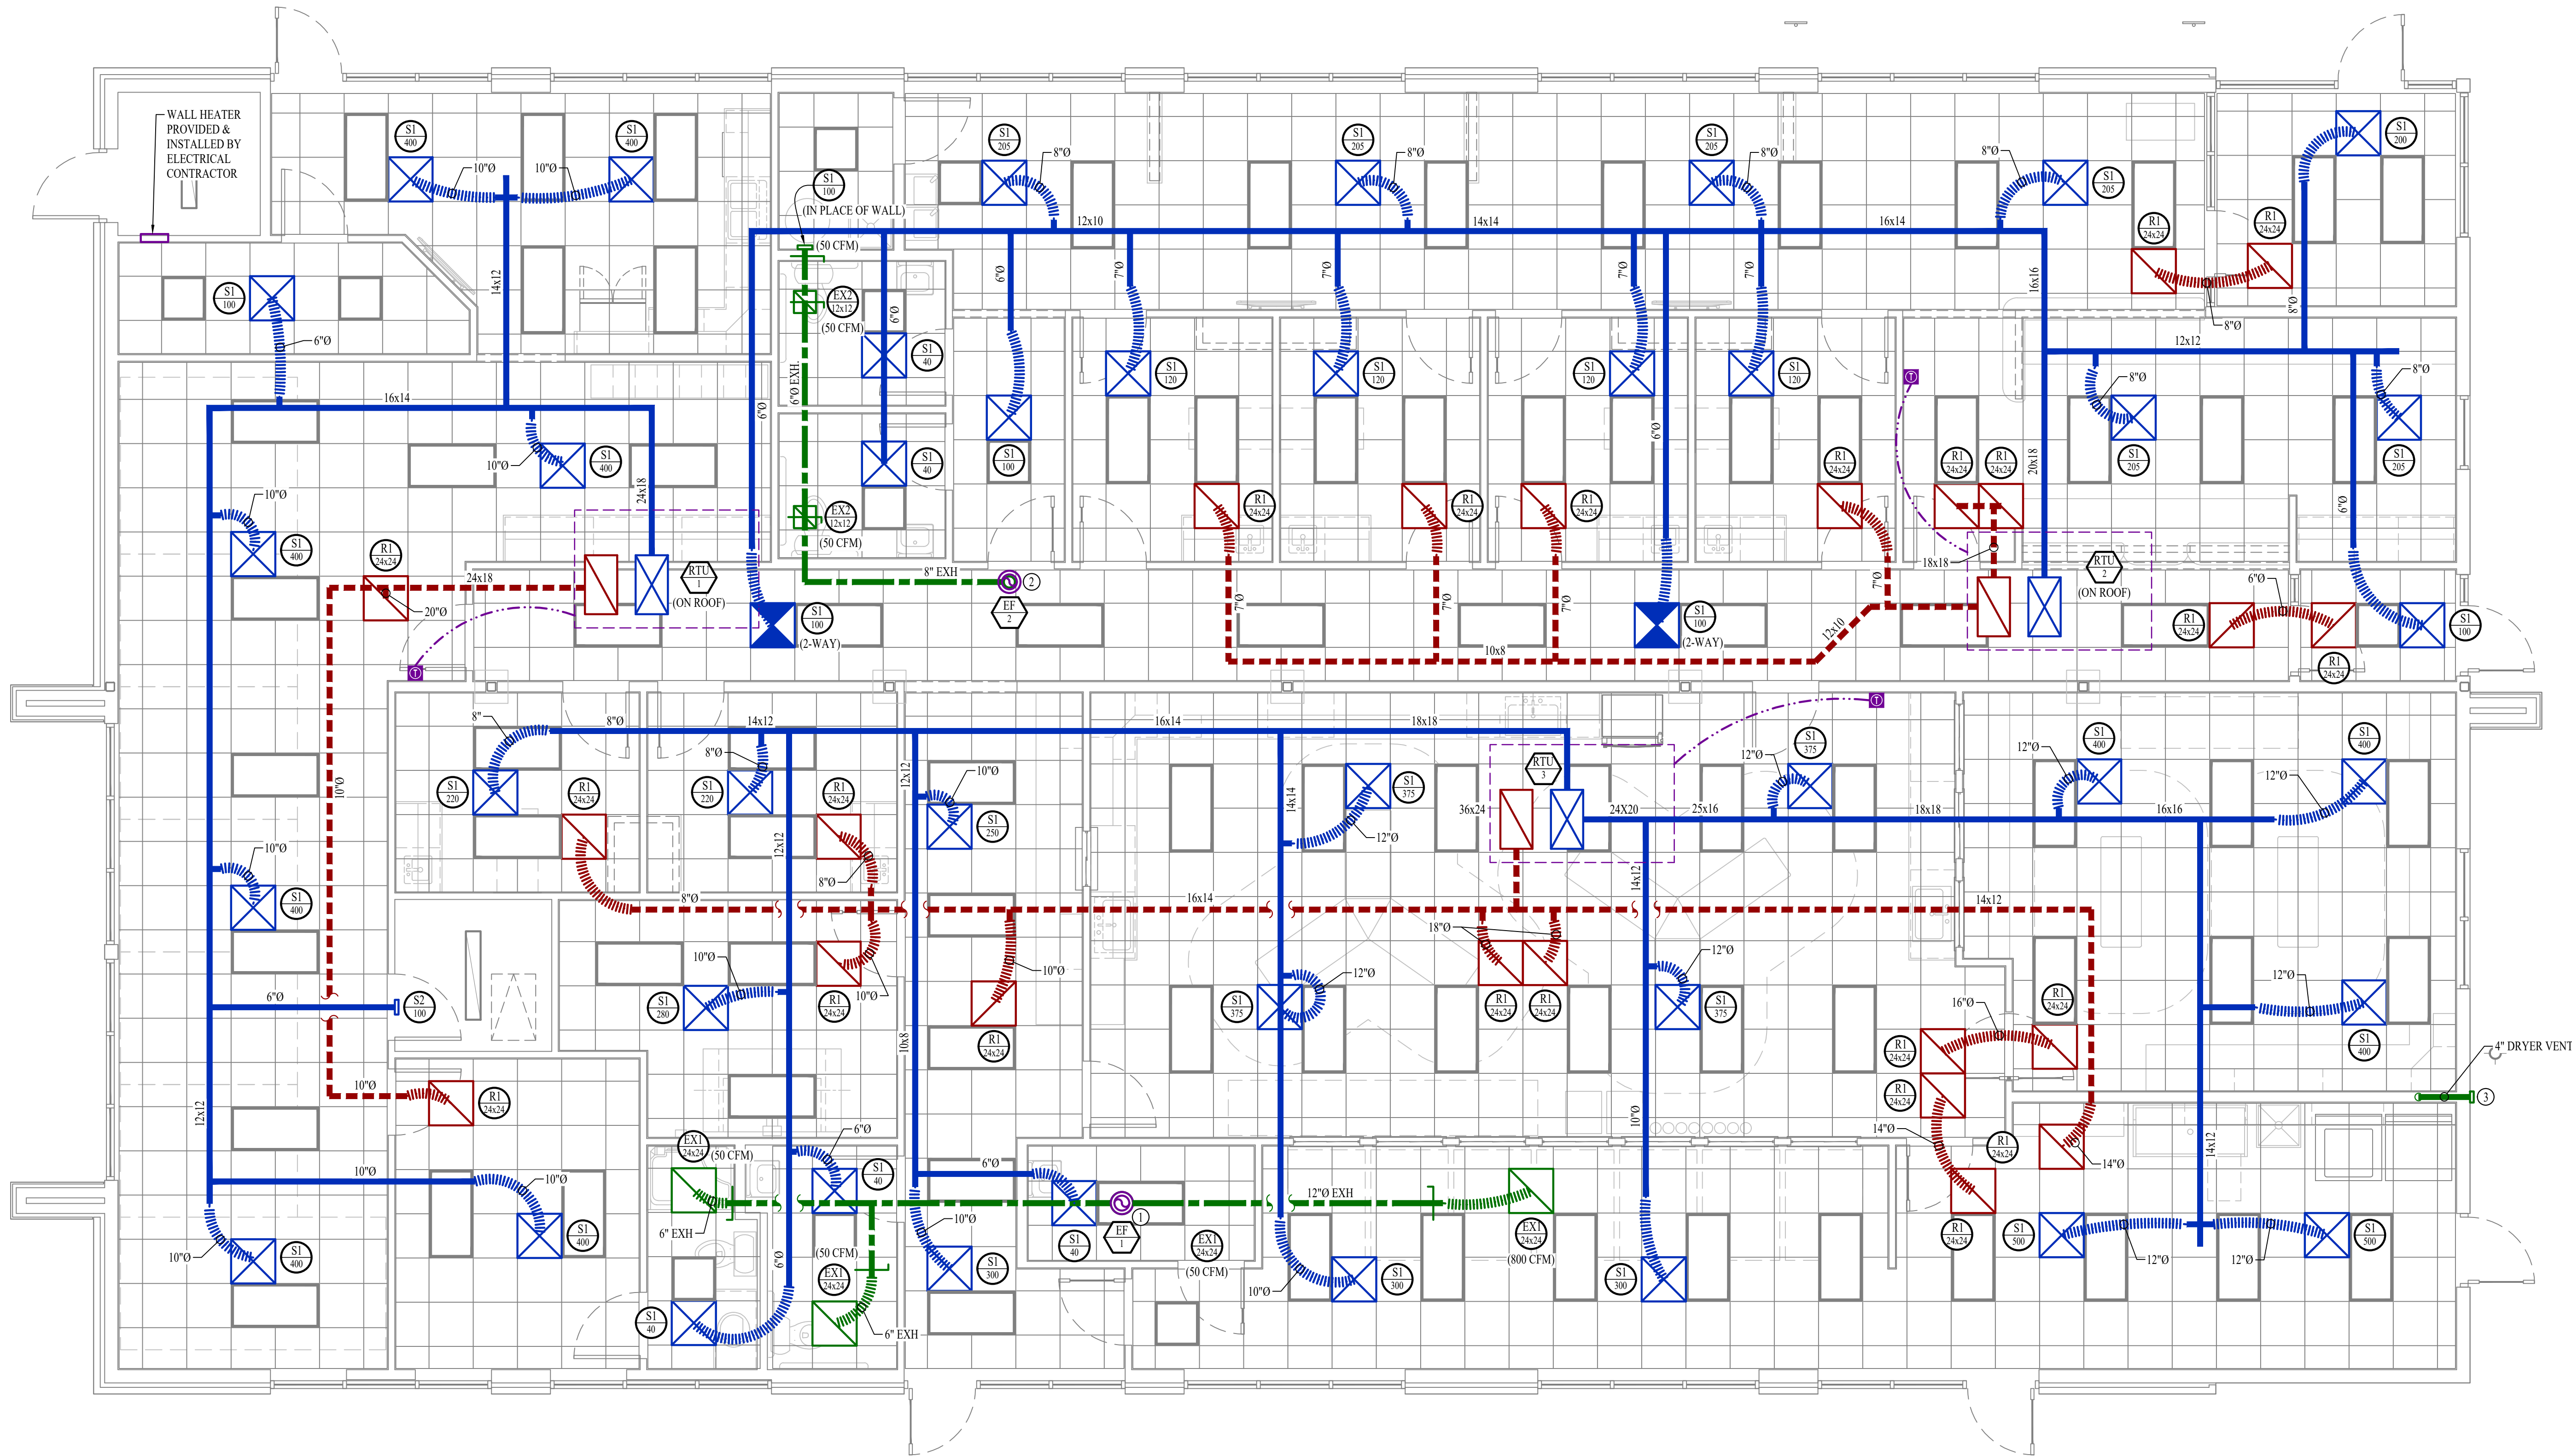 WALL HEATER
PROVIDED &
INSTALLED BY
ELECTRICAL
CONTRACTOR
S1
400
S1
400
10"Ø
10"Ø
S1
100
(IN PLACE OF WALL)
(50 CFM)
S1
205
8"Ø
S1
205
8"Ø
S1
205
8"Ø
8"Ø
S1
205
S1
200
R1
24x24
R1
24x24
8"Ø
8"Ø
12x10
14x14
16x14
16x16
14x12
S1
100
6"Ø
EX2
12x12
(50 CFM)
6"Ø
6"Ø EXH.
S1
40
6"Ø
7"Ø
7"Ø
7"Ø
7"Ø
S1
120
S1
120
S1
120
S1
120
12x12
8"Ø
8"Ø
16x14
S1
400
10"Ø
6"Ø
S1
40
S1
100
6"Ø
R1
24x24
R1
24x24
S1
205
S1
205
20x18
6"Ø
24x18
10"Ø
S1
400
R1
24x24
EX2
12x12
(50 CFM)
R1
24x24
R1
24x24
R1
24x24
R1
24x24
18x18
24x18
20"Ø
RTU
1
(ON ROOF)
8" EXH
2
EF
2
S1
100
(2-WAY)
7"Ø
7"Ø
7"Ø
7"Ø
S1
100
(2-WAY)
10x8
12x10
RTU
2
(ON ROOF)
6"Ø
R1
24x24
R1
24x24
S1
100
T
T
T
8"
8"Ø
14x12
16x14
18x18
8"Ø
S1
220
R1
24x24
S1
220
R1
24x24
12x12
12x12
10"Ø
S1
250
14x14
S1
375
12"Ø
RTU
3
36x24
24X20
25x16
12"Ø
S1
375
18x18
12"Ø
S1
400
16x16
12"Ø
S1
400
10"Ø
10"Ø
S1
400
8"Ø
8"Ø
16x14
14x12
14x12
18"Ø
10"Ø
S1
280
R1
24x24
10"Ø
10"Ø
R1
24x24
12"Ø
S1
375
R1
24x24
R1
24x24
12"Ø
S1
375
16"Ø
R1
24x24
R1
24x24
12"Ø
S1
400
6"Ø
S2
100
10x8
4" DRYER VENT
3
10"Ø
R1
24x24
12x12
R1
24x24
14"Ø
R1
24x24
14"Ø
R1
24x24
14x12
10"Ø
EX1
24x24
(50 CFM)
6"Ø
S1
40
6"Ø
10"Ø
10"Ø
S1
400
6" EXH
1
EF
1
S1
40
EX1
24x24
(50 CFM)
12"Ø EXH
EX1
24x24
(800 CFM)
10"Ø
S1
400
(50 CFM)
EX1
24x24
6"Ø
10"Ø
S1
300
10"Ø
S1
300
S1
300
S1
500
12"Ø
12"Ø
S1
500
S1
40
6" EXH